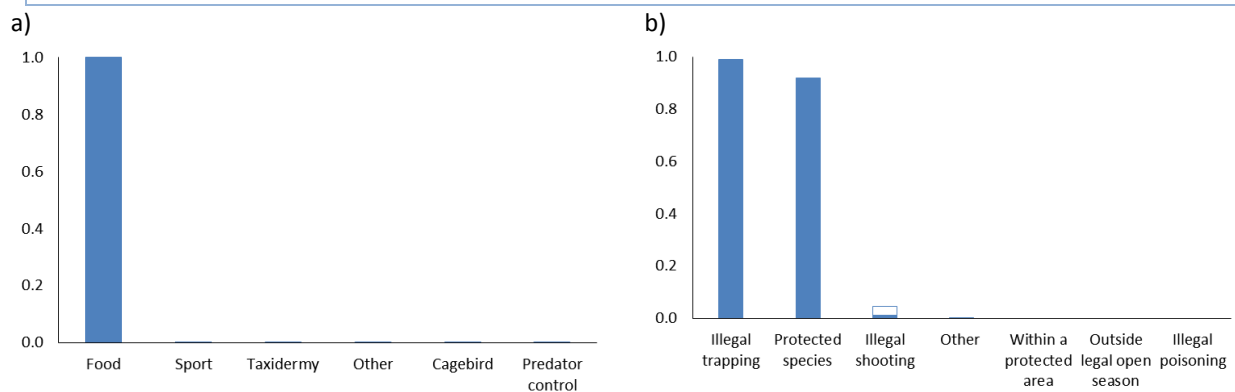 a)
1.0
0.8
0.6
0.4
0.2
0.0
Food Sport Taxidermy Other Cagebird Predator
control
b)
1.0
0.8
0.6
0.4
0.2
0.0
Illegal Protected Illegal Other Within a Outside Illegal
trapping species shooting protected legal open poisoning
area season